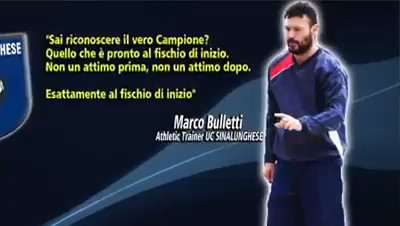 GHESE
"Sai riconoscere il vero Campione?
Quello che è pronto al fischio di inizio.
Non un attimo prima, non un attimo dopo.
Esattamente al fischio di inizio"
Marco Bulletti
Athletic Trainer UC SINALUNGHESE